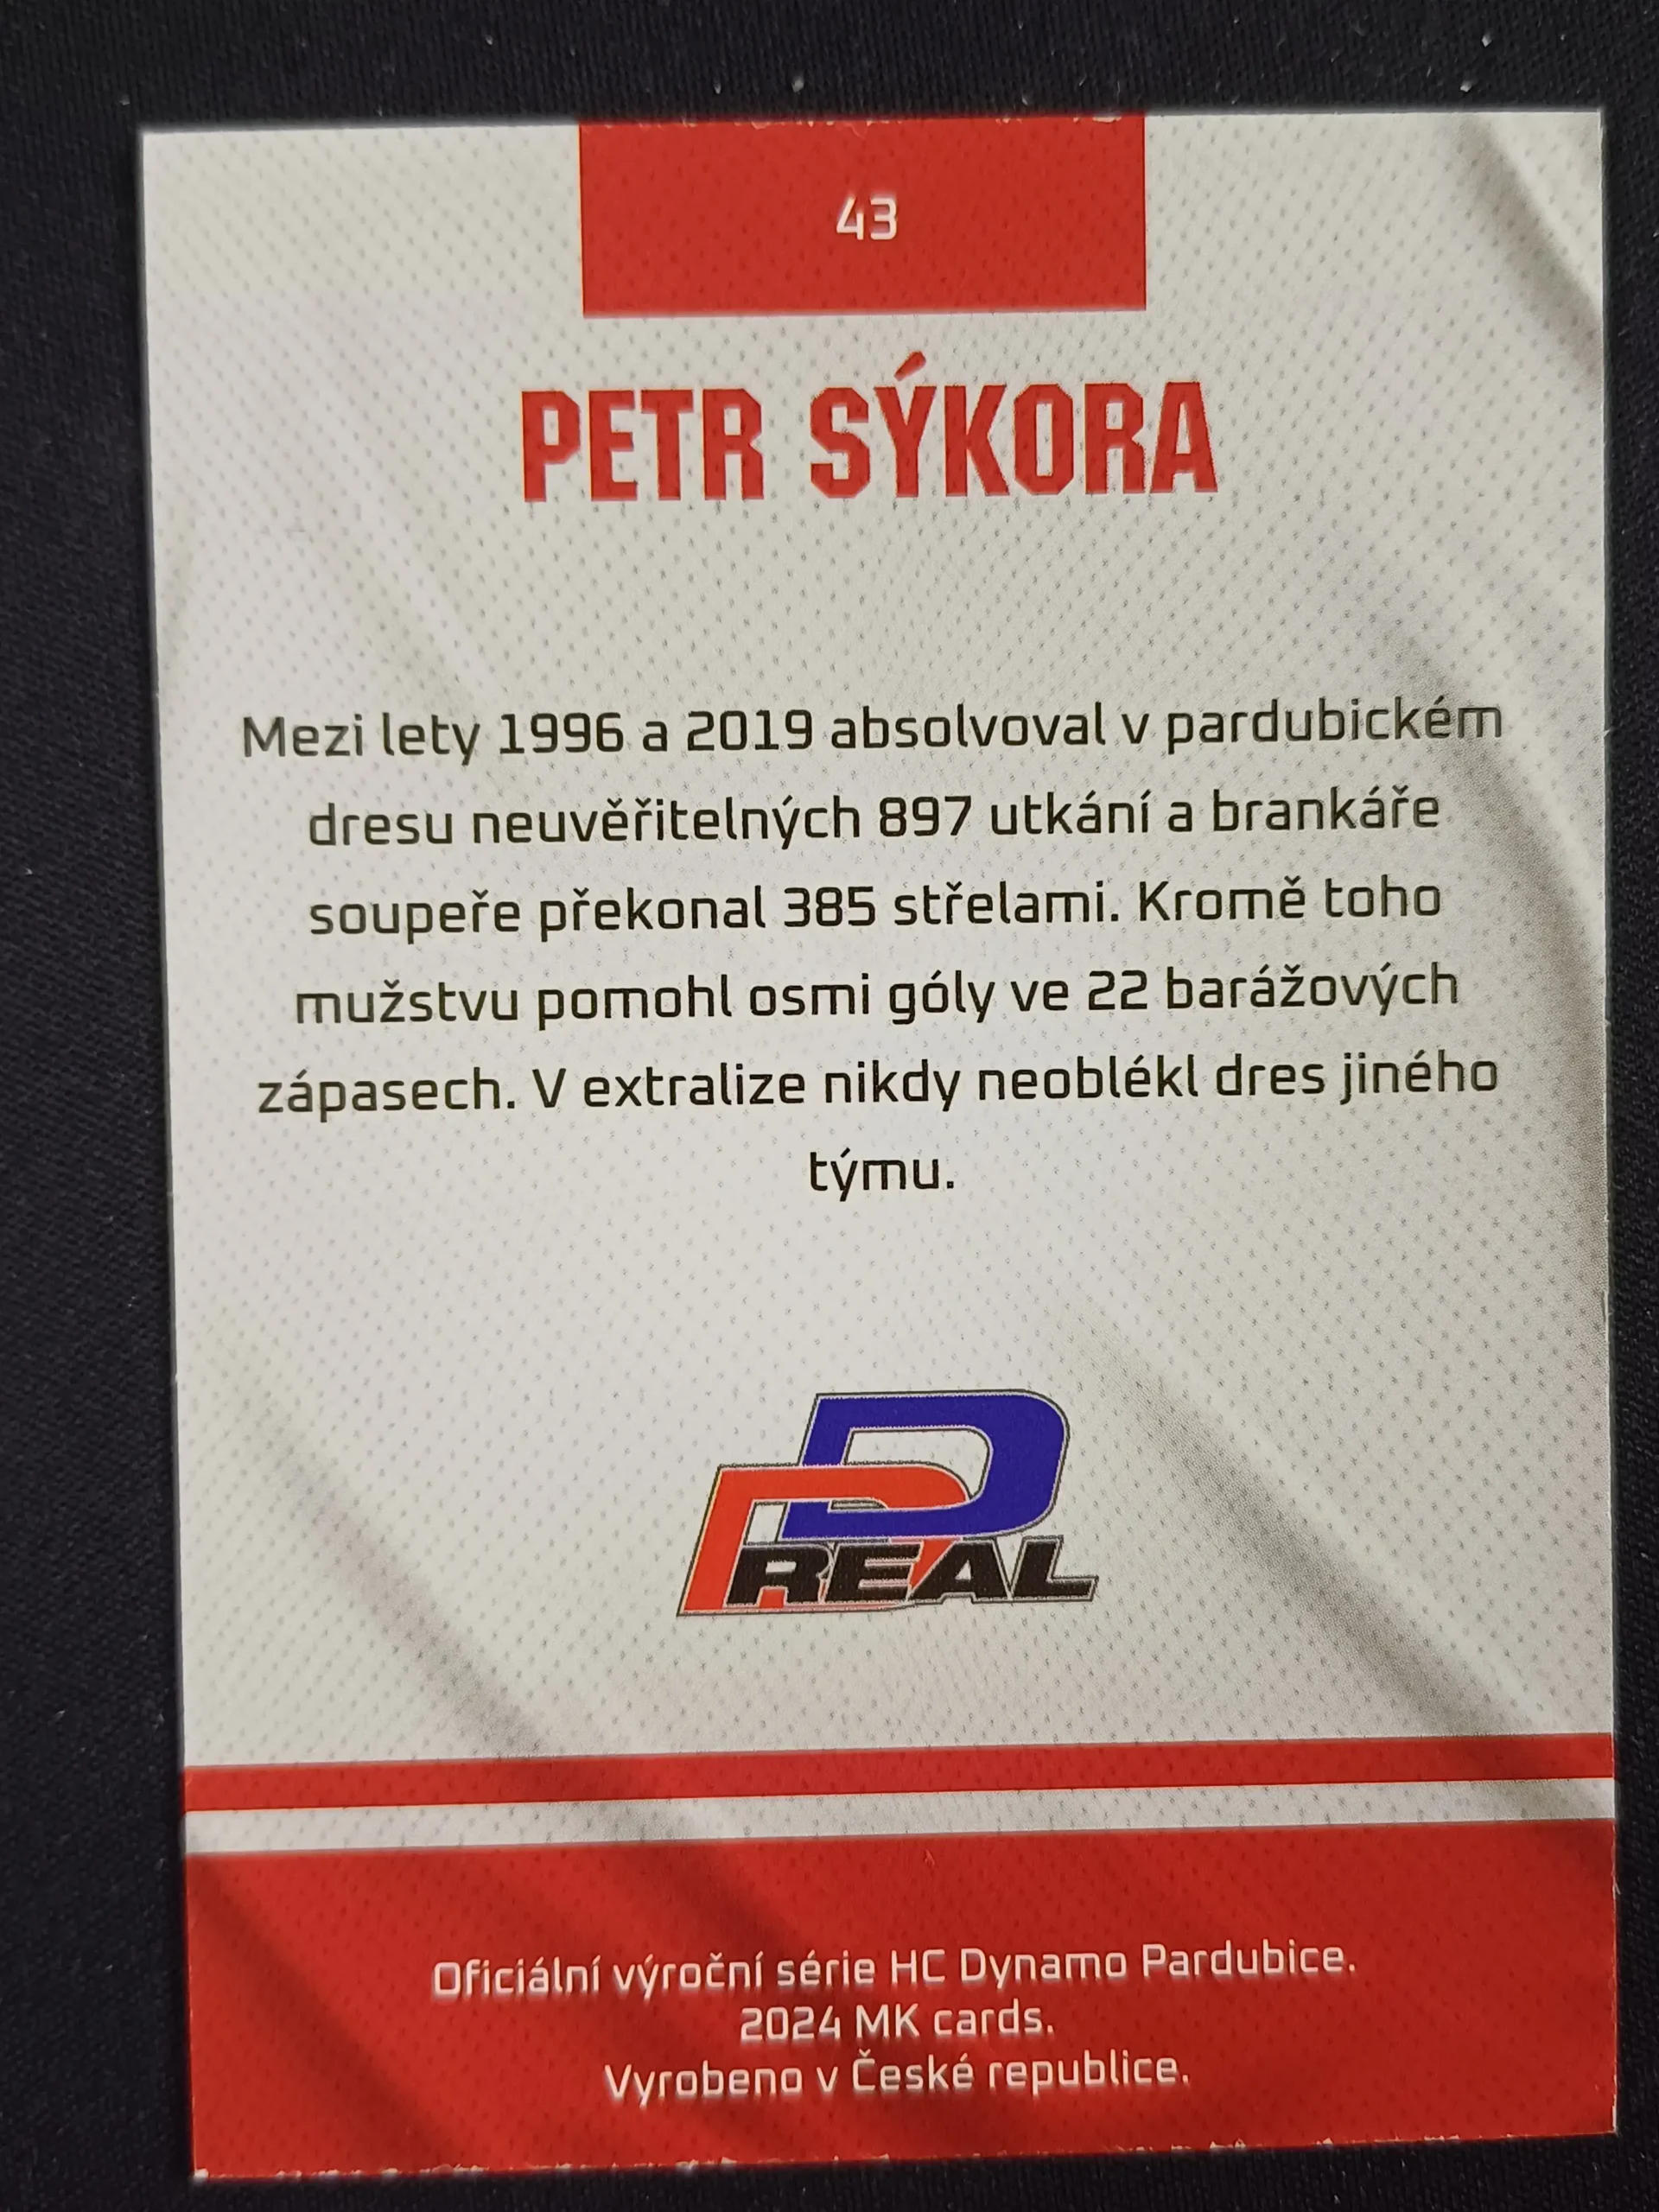 43
PETR SÝKORA
Mezi lety 1996 a 2019 absolvoval v pardubickém
dresu neuvěřitelných 897 utkání a brankáře
soupeře překonal 385 střelami. Kromě toho
mužstvu pomohl osmi góly ve 22 barážových
zápasech. V extralize nikdy neoblékl dres jiného
týmu.
REAL
Oficiální výroční série HC Dynamo Pardubice.
2024 MK cards.
Vyrobeno v České republice.